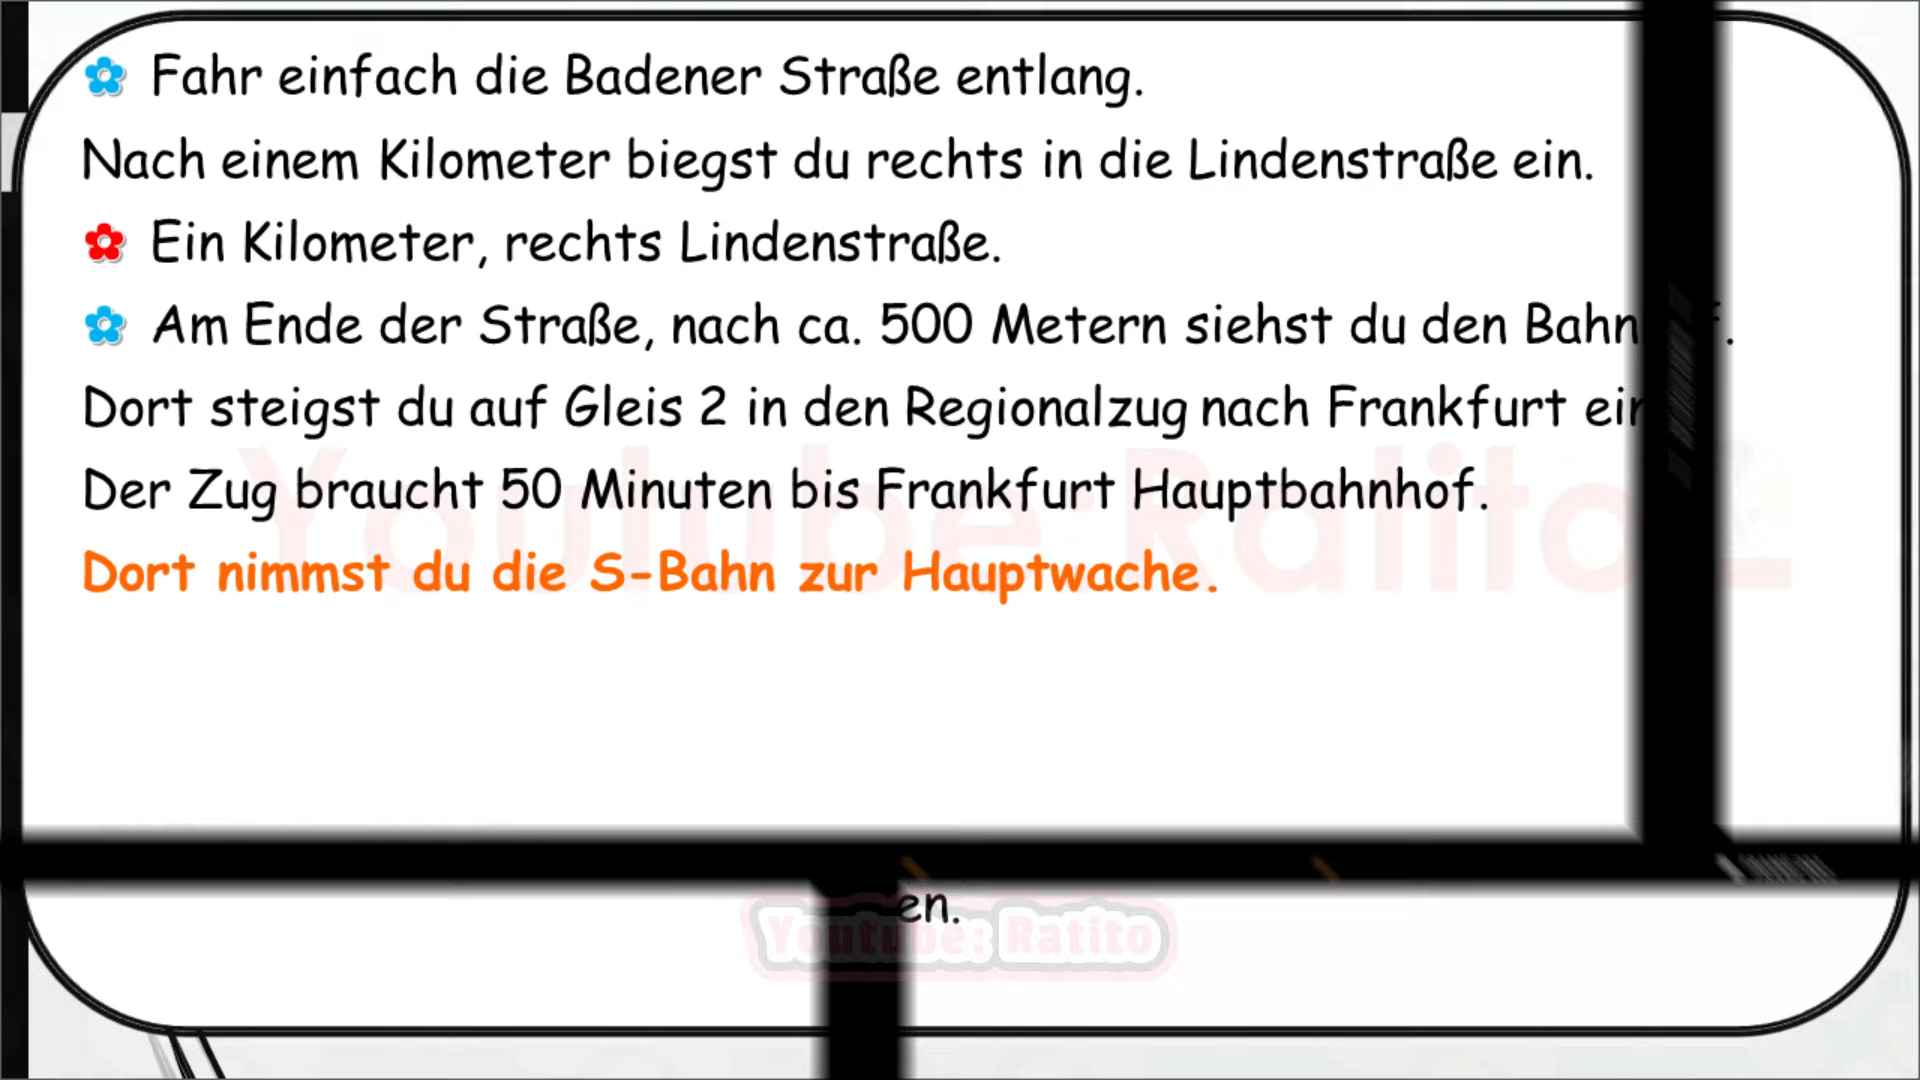 Fahr einfach die Badener Straße entlang.
Nach einem Kilometer biegst du rechts in die Lindenstraße ein.
Ein Kilometer, rechts Lindenstraße.
Am Ende der Straße, nach ca. 500 Metern siehst du den
Dort steigst du auf Gleis 2 in den Regionalzug nach Frankfurt
Der Zug braucht 50 Minuten bis Frankfurt Hauptbahnhof.
Dort nimmst du die S-Bahn zur Hauptwache.
Youtube: Ratito